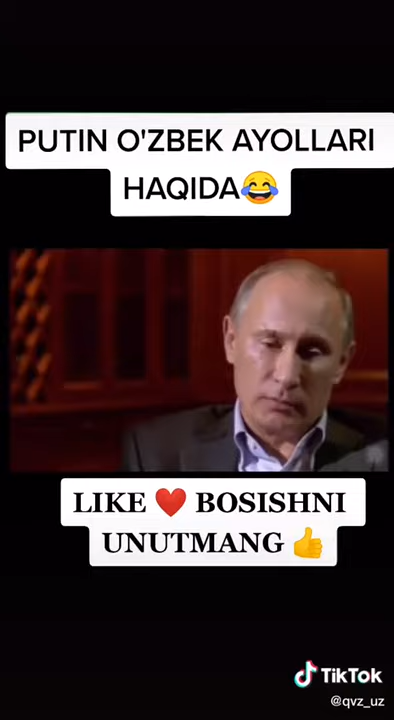 PUTIN O'ZBEK AYOLLARI
HAQIDA😂
LIKE ❤️ BOSISHNI
UNUTMANG 👍
TikTok
@qvz_uz